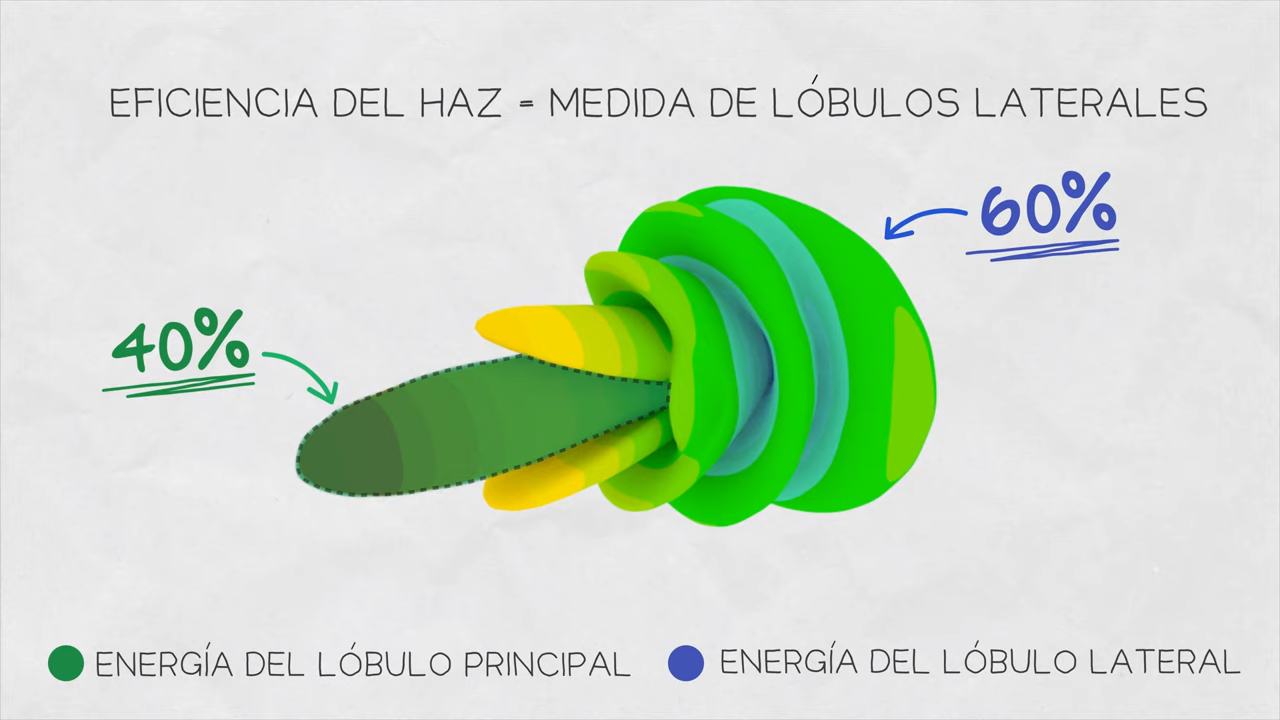 EFICIENCIA DEL HAZ = MEDIDA DE LÓBULOS LATERALES
60%
40%
ENERGÍA DEL LÓBULO PRINCIPAL
ENERGÍA DEL LÓBULO LATERAL